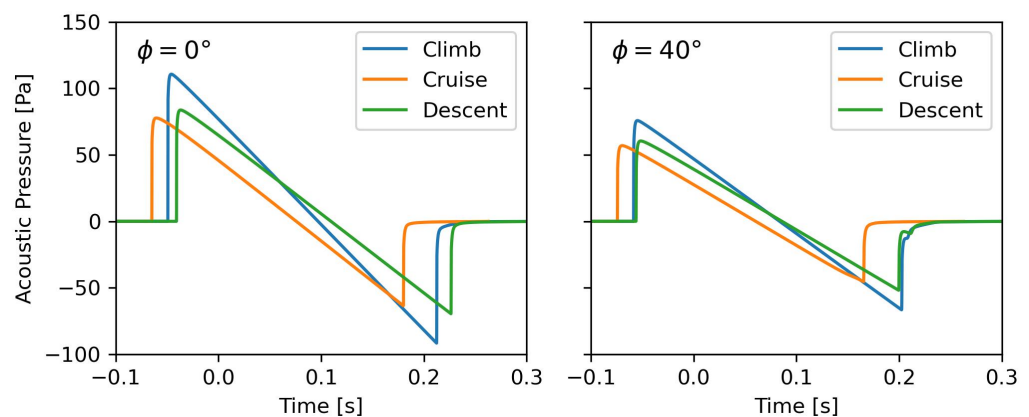 ϕ = 0°
Climb
Cruise
Descent
Acoustic Pressure [Pa]
150
100
50
0
−50
−100
−0.1
0.0
0.1
0.2
0.3
Time [s]
ϕ = 40°
Climb
Cruise
Descent
−0.1
0.0
0.1
0.2
0.3
Time [s]